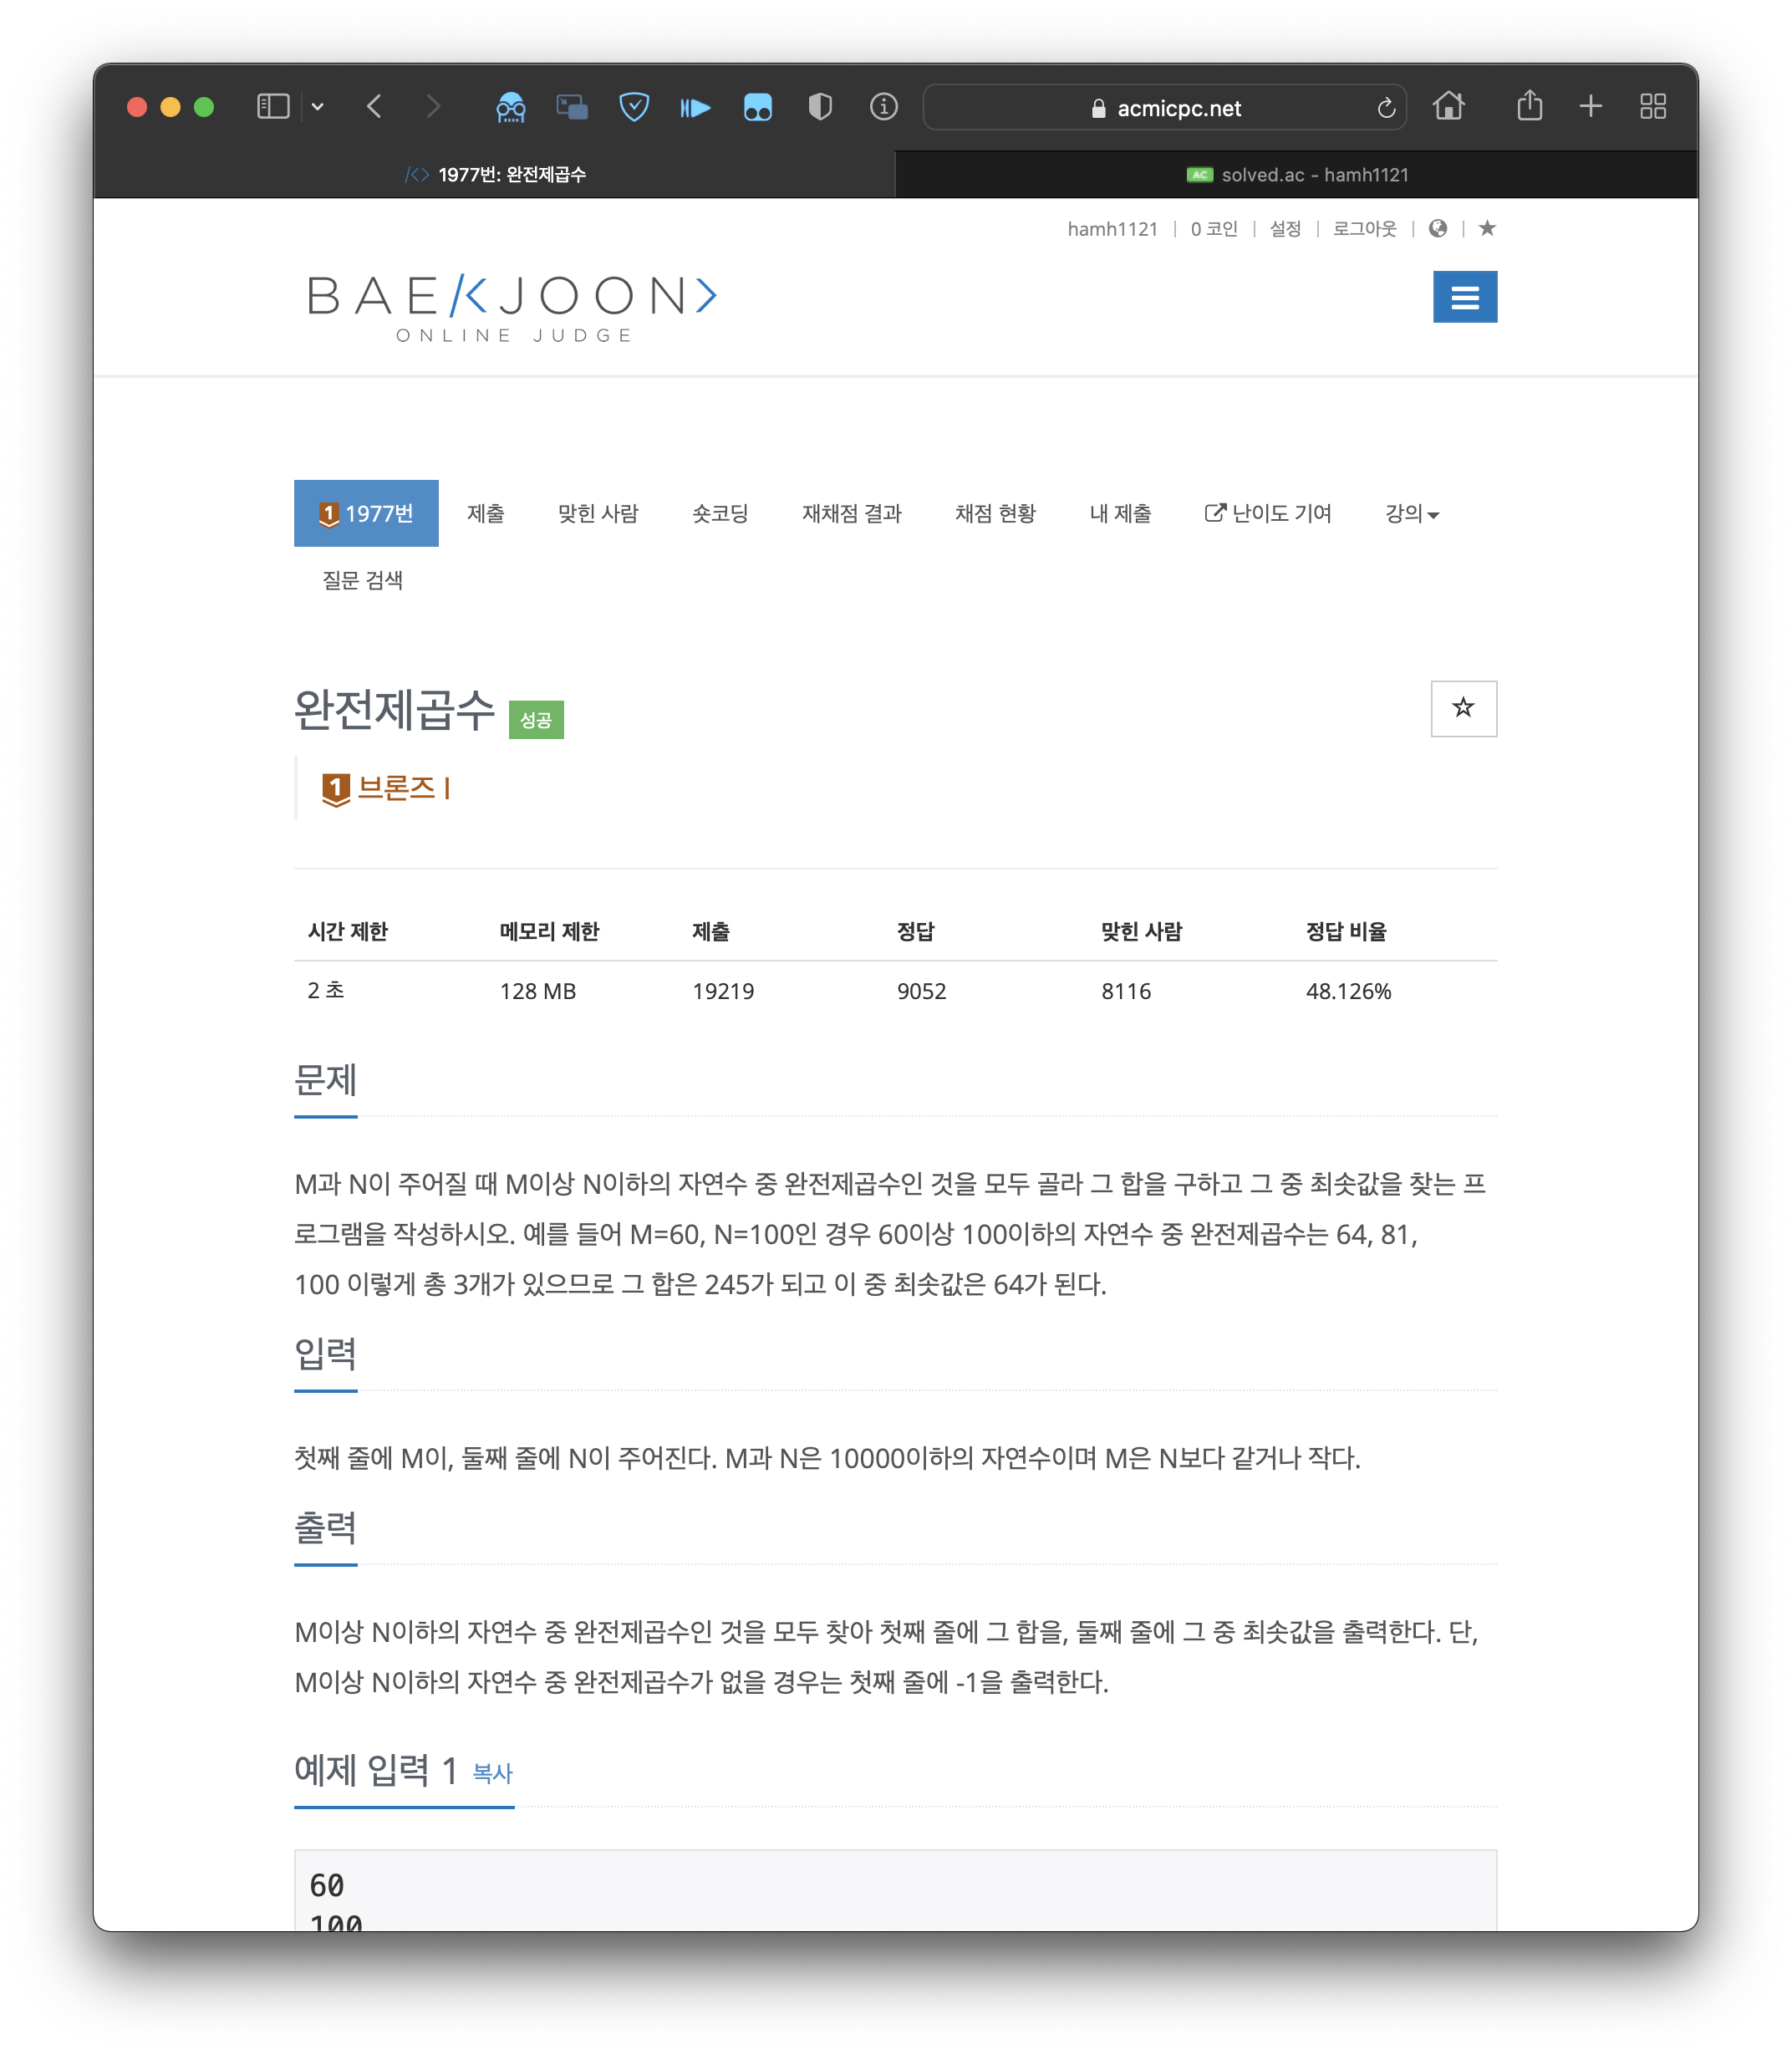 acmicpc.net
1977번: 완전제곱수
AC solved.ac - hamh1121
hamh1121 | 0 코인 | 설정 | 로그아웃 | |
BAE/<JOON>
ONLINE JUDGE
1 1977번 제출 맞힌 사람 숏코딩 재채점 결과 채점 현황 내 제출 난이도 기여 강의
질문 검색
완전제곱수 성공
1 브론즈 I
시간 제한 메모리 제한 제출 정답 맞힌 사람 정답 비율
2 초 128 MB 19219 9052 8116 48.126%
문제
M과 N이 주어질 때 M이상 N이하의 자연수 중 완전제곱수인 것을 모두 골라 그 합을 구하고 그 중 최솟값을 찾는 프
로그램을 작성하시오. 예를 들어 M=60, N=100인 경우 60이상 100이하의 자연수 중 완전제곱수는 64, 81,
100 이렇게 총 3개가 있으므로 그 합은 245가 되고 이 중 최솟값은 64가 된다.
입력
첫째 줄에 M이, 둘째 줄에 N이 주어진다. M과 N은 10000이하의 자연수이며 M은 N보다 같거나 작다.
출력
M이상 N이하의 자연수 중 완전제곱수인 것을 모두 찾아 첫째 줄에 그 합을, 둘째 줄에 그 중 최솟값을 출력한다. 단,
M이상 N이하의 자연수 중 완전제곱수가 없을 경우는 첫째 줄에 -1을 출력한다.
예제 입력 1 복사
60
100